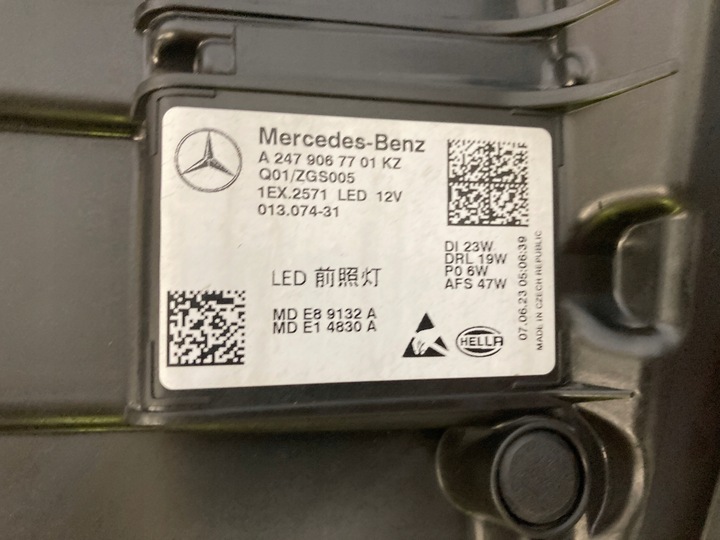 Mercedes-Benz
A 247 906 77 01 KZ
Q01/ZGS005
1EX.2571 LED 12V
013.074-31
DI 23W
DRL 19W
PO 6W
AFS 47W
LED 前照灯
MD E8 9132 A
MD E1 4830 A
HELLA
07.06.23 05:06:39
MADE IN CZECH REPUBLIC